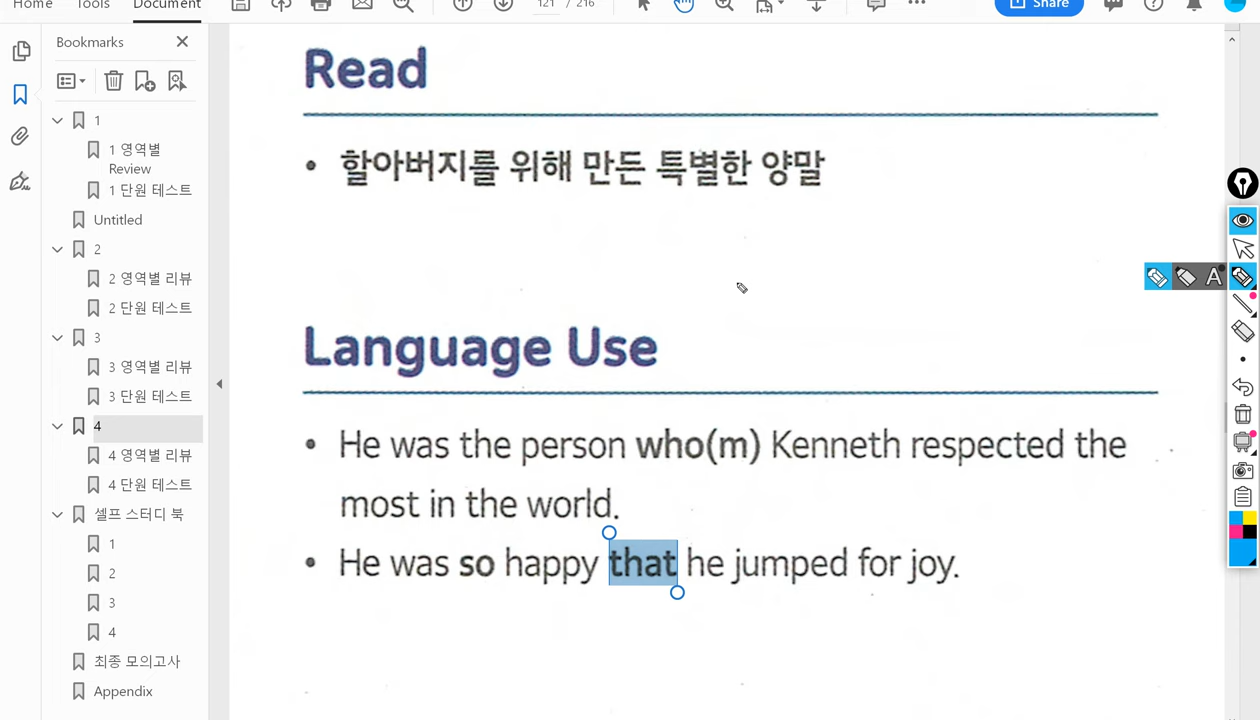 Home Tools Document 121 / 216 Share
Bookmarks
1
1 영역별
Review
1 단원 테스트
Untitled
2
2 영역별 리뷰
2 단원 테스트
3
3 영역별 리뷰
3 단원 테스트
4
4 영역별 리뷰
4 단원 테스트
셀프 스터디 북
1
2
3
4
최종 모의고사
Appendix
Read
• 할아버지를 위해 만든 특별한 양말
Language Use
• He was the person who(m) Kenneth respected the
most in the world.
• He was so happy that he jumped for joy.
A